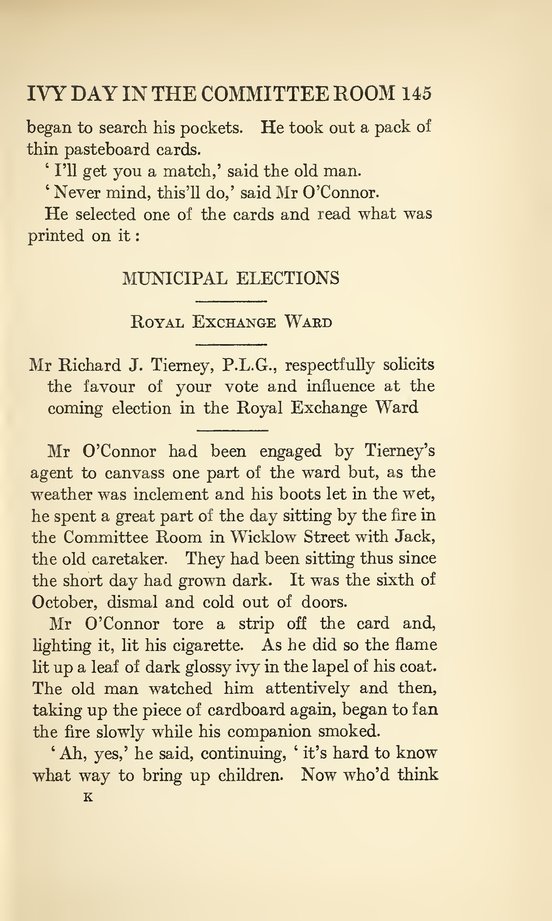 IVY DAY IN THE COMMITTEE ROOM 145
began to search his pockets. He took out a pack of
thin pasteboard cards.
‘ I’ll get you a match,’ said the old man.
‘ Never mind, this’ll do,’ said Mr O’Connor.
He selected one of the cards and read what was
printed on it :
MUNICIPAL ELECTIONS
Royal Exchange Ward
Mr Richard J. Tierney, P.L.G., respectfully solicits
the favour of your vote and influence at the
coming election in the Royal Exchange Ward
Mr O’Connor had been engaged by Tierney’s
agent to canvass one part of the ward but, as the
weather was inclement and his boots let in the wet,
he spent a great part of the day sitting by the fire in
the Committee Room in Wicklow Street with Jack,
the old caretaker. They had been sitting thus since
the short day had grown dark. It was the sixth of
October, dismal and cold out of doors.
Mr O’Connor tore a strip off the card and,
lighting it, lit his cigarette. As he did so the flame
lit up a leaf of dark glossy ivy in the lapel of his coat.
The old man watched him attentively and then,
taking up the piece of cardboard again, began to fan
the fire slowly while his companion smoked.
‘ Ah, yes,’ he said, continuing, ‘ it’s hard to know
what way to bring up children. Now who’d think
K